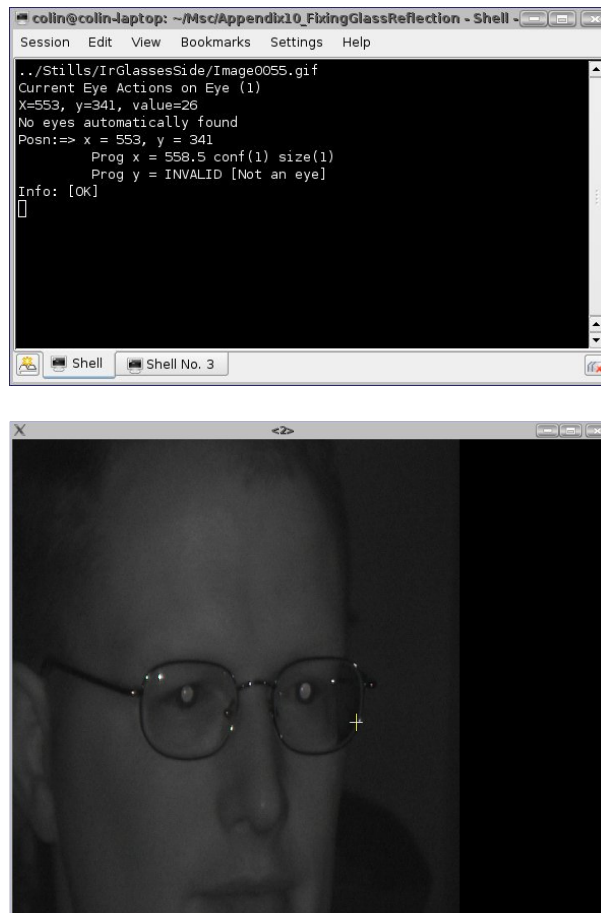 colin@colin-laptop: ~/Msc/Appendix10_FixingGlassReflection - Shell -
Session Edit View Bookmarks Settings Help
../Stills/IrGlassesSide/Image0055.gif
Current Eye Actions on Eye (1)
X=553, y=341, value=26
No eyes automatically found
Posn:=> x = 553, y = 341
Prog x = 558.5 conf(1) size(1)
Prog y = INVALID [Not an eye]
Info: [OK]
Shell Shell No. 3
<2>